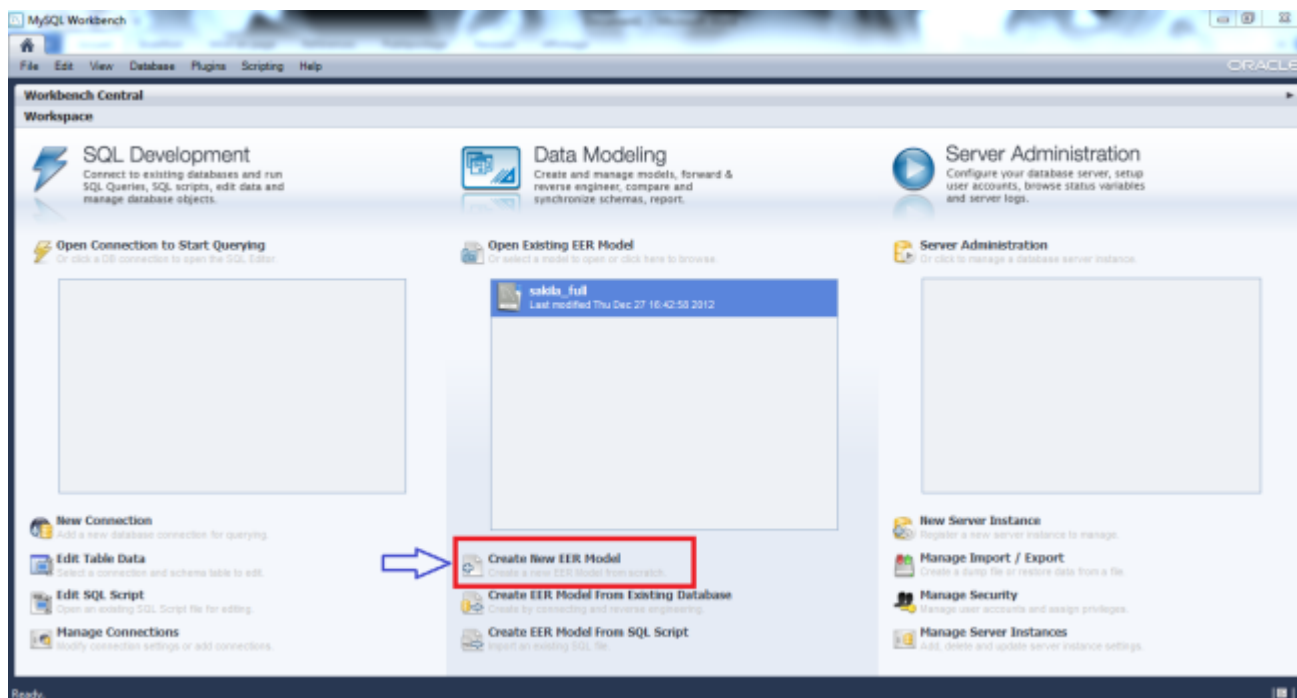 MySQL Workbench
File Edit View Database Plugins Scripting Help
ORACLE
Workbench Central
Workspace
SQL Development
Connect to existing databases and run
SQL Queries, SQL scripts, edit data and
manage database objects.
Open Connection to Start Querying
Or click a DB connection to open the SQL Editor.
New Connection
Add a new database connection for querying.
Edit Table Data
Select a connection and schema table to edit.
Edit SQL Script
Open an existing SQL Script file for editing.
Manage Connections
Modify connection settings or add connections.
Data Modeling
Create and manage models, forward &
reverse engineer, compare and
synchronize schemas, report.
Open Existing EER Model
Or select a model to open or click here to browse.
sakila_full
Last modified Thu Dec 27 16:42:58 2012
Create New EER Model
Create a new EER Model from scratch.
Create EER Model From Existing Database
Create by connecting and reverse engineering.
Create EER Model From SQL Script
Import an existing SQL file.
Server Administration
Configure your database server, setup
user accounts, browse status variables
and server logs.
Server Administration
Or click to manage a database server instance.
New Server Instance
Register a new server instance to manage.
Manage Import / Export
Create a dump file or restore data from a file.
Manage Security
Manage user accounts and assign privileges.
Manage Server Instances
Add, delete and update server instance settings.
Ready.